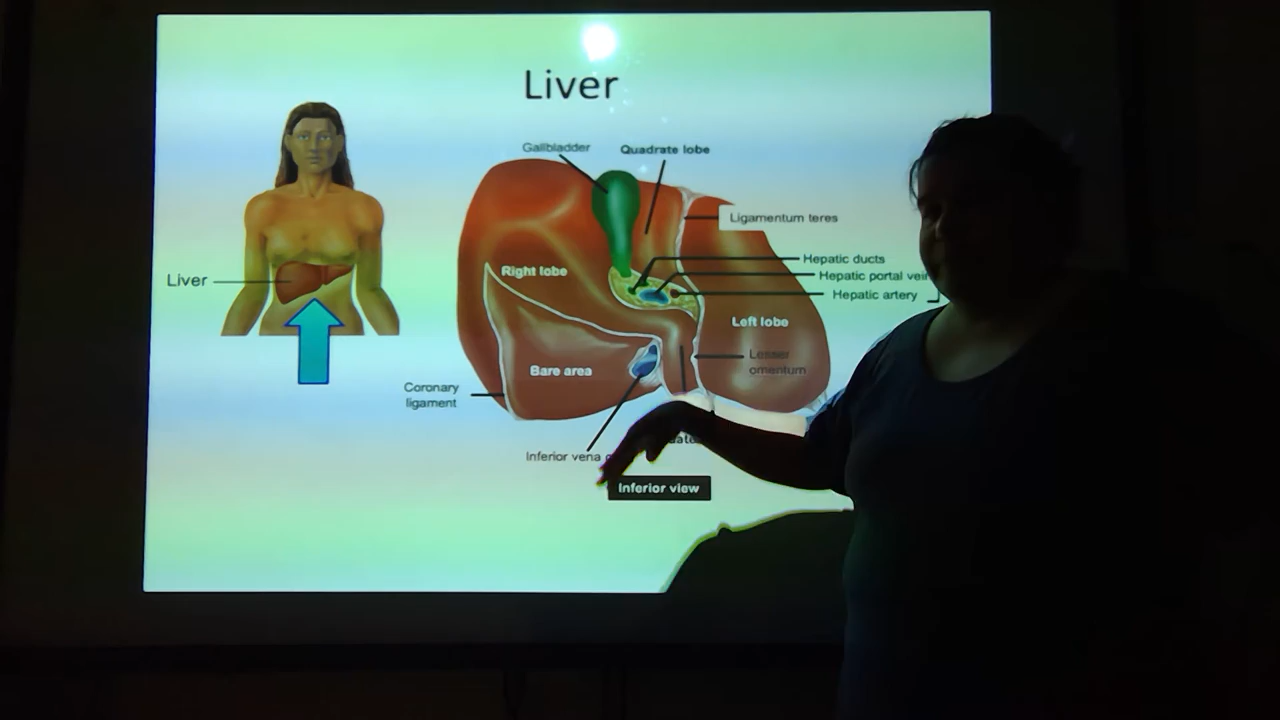 Liver
Gallbladder
Quadrate lobe
Ligamentum teres
Hepatic ducts
Hepatic portal vein
Hepatic artery
Right lobe
Liver
Left lobe
Lesser
omentum
Bare area
Coronary
ligament
Inferior vena
Inferior view